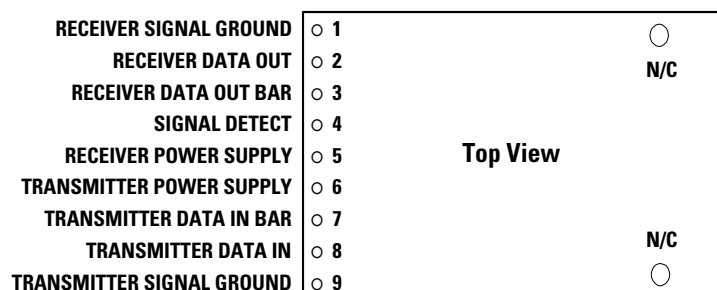 RECEIVER SIGNAL GROUND 1
RECEIVER DATA OUT 2
N/C
RECEIVER DATA OUT BAR 3
SIGNAL DETECT 4
RECEIVER POWER SUPPLY 5
Top View
TRANSMITTER POWER SUPPLY 6
TRANSMITTER DATA IN BAR 7
TRANSMITTER DATA IN 8
N/C
TRANSMITTER SIGNAL GROUND 9